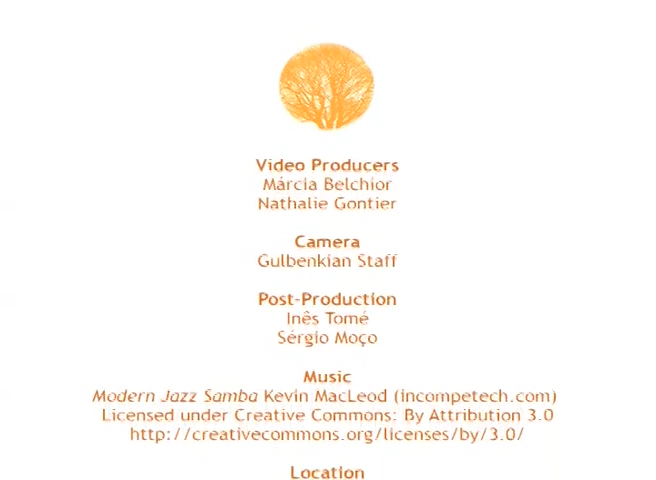 Video Producers
Márcia Belchior
Nathalie Gontier
Camera
Gulbenkian Staff
Post-Production
Inês Tomé
Sérgio Moço
Music
Modern Jazz Samba Kevin MacLeod (incompetech.com)
Licensed under Creative Commons: By Attribution 3.0
http://creativecommons.org/licenses/by/3.0/
Location